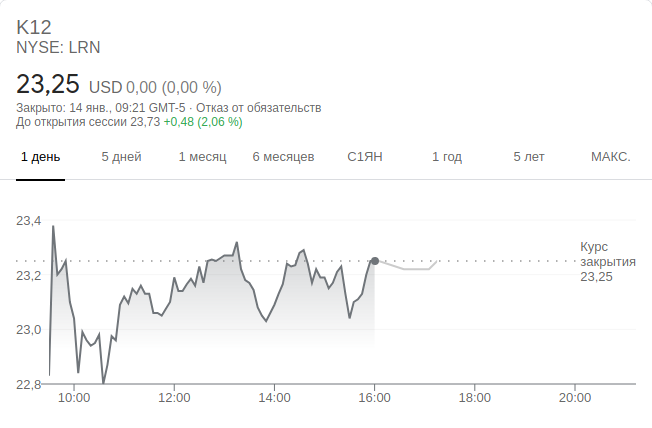 K12
NYSE: LRN
23,25 USD 0,00 (0,00 %)
Закрыто: 14 янв., 09:21 GMT-5 · Отказ от обязательств
До открытия сессии 23,73 +0,48 (2,06 %)
1 день 5 дней 1 месяц 6 месяцев С1ЯН 1 год 5 лет МАКС.
23,4
Курс
закрытия
23,25
23,2
23,0
22,8
10:00 12:00 14:00 16:00 18:00 20:00